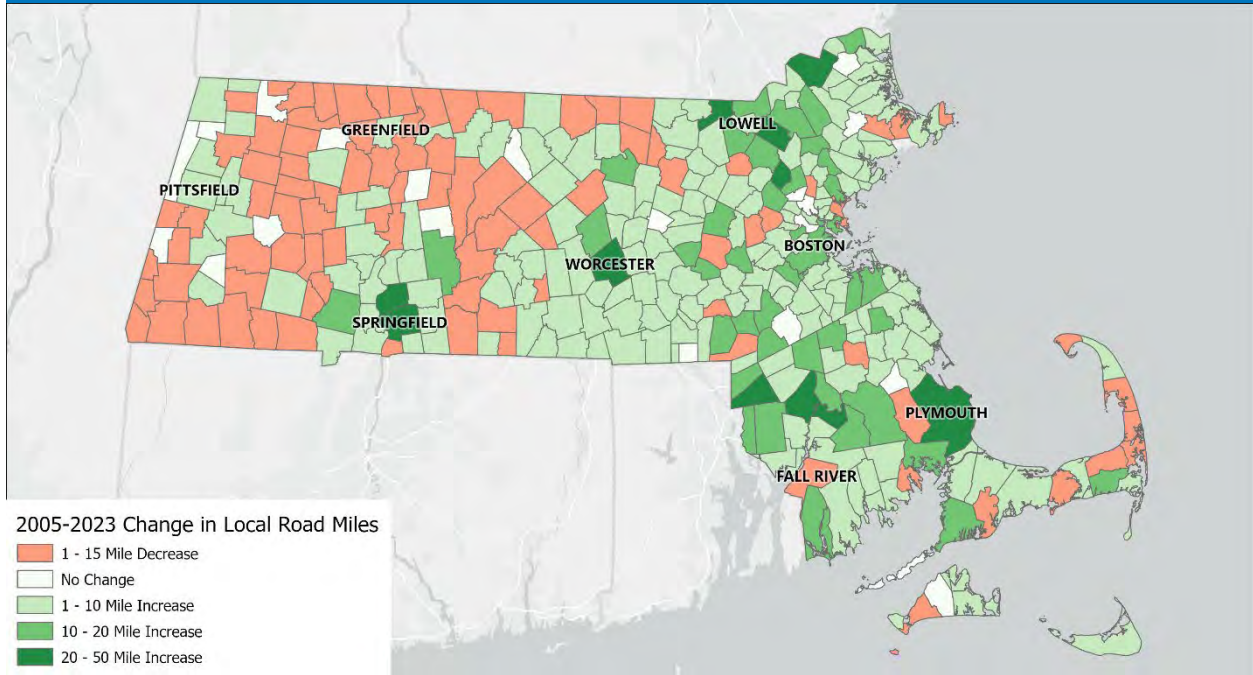 GREENFIELD
LOWELL
PITTSFIELD
BOSTON
WORCESTER
SPRINGFIELD
PLYMOUTH
FALL RIVER
2005-2023 Change in Local Road Miles
1 - 15 Mile Decrease
No Change
1 - 10 Mile Increase
10 - 20 Mile Increase
20 - 50 Mile Increase